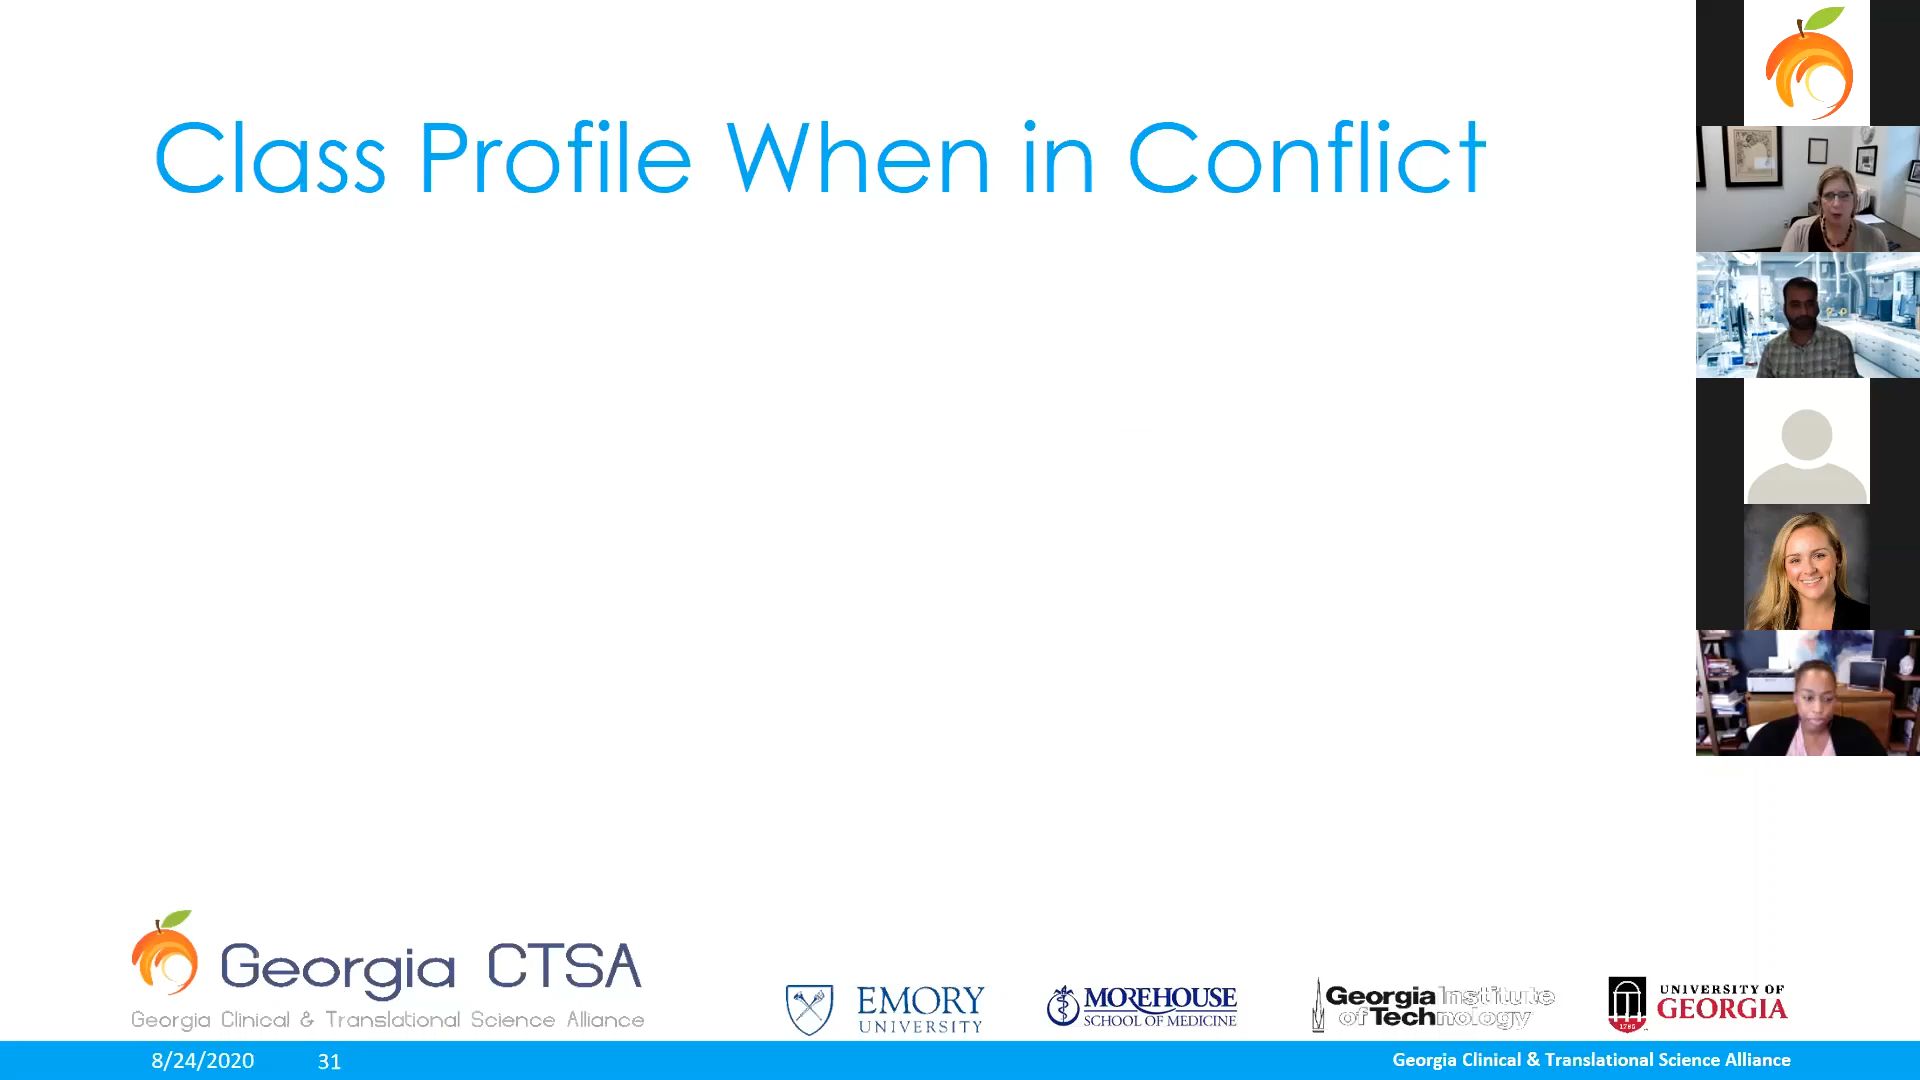 Class Profile When in Conflict
Georgia CTSA
Georgia Clinical & Translational Science Alliance
EMORY
UNIVERSITY
MOREHOUSE
SCHOOL OF MEDICINE
Georgia Institute
of Technology
1785
UNIVERSITY OF
GEORGIA
8/24/2020
31
Georgia Clinical & Translational Science Alliance